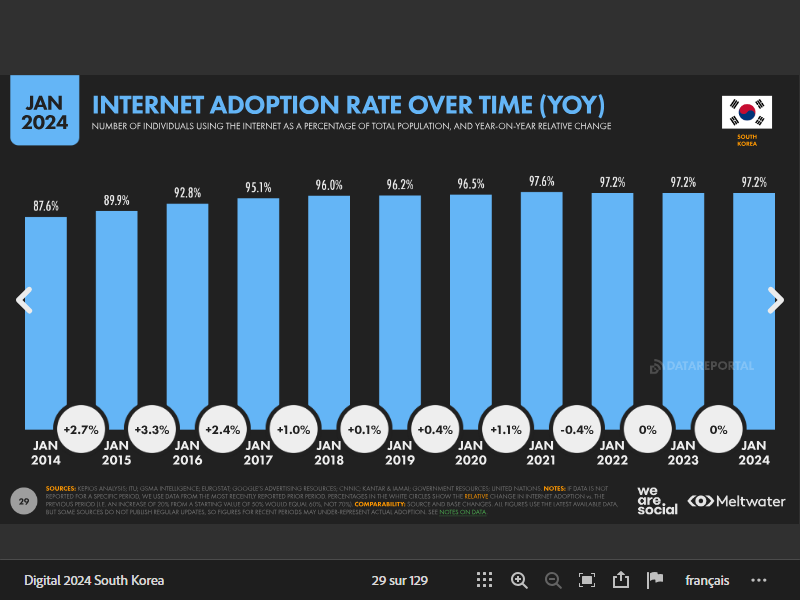 JAN
2024
INTERNET ADOPTION RATE OVER TIME (YOY)
NUMBER OF INDIVIDUALS USING THE INTERNET AS A PERCENTAGE OF TOTAL POPULATION, AND YEAR-ON-YEAR RELATIVE CHANGE
SOUTH
KOREA
87.6% 89.9% 92.8% 95.1% 96.0% 96.2% 96.5% 97.6% 97.2% 97.2% 97.2%
DATAREPORTAL
+2.7% +3.3% +2.4% +1.0% +0.1% +0.4% +1.1% -0.4% 0% 0%
JAN JAN JAN JAN JAN JAN JAN JAN JAN JAN JAN
2014 2015 2016 2017 2018 2019 2020 2021 2022 2023 2024
29
SOURCES: KEPIOS ANALYSIS; ITU; GSMA INTELLIGENCE; EUROSTAT; GOOGLE'S ADVERTISING RESOURCES; CNNIC; KANTAR & IAMAI; GOVERNMENT RESOURCES; UNITED NATIONS. NOTES: IF DATA IS NOT
REPORTED FOR A SPECIFIC PERIOD, WE USE DATA FROM THE MOST RECENTLY REPORTED PRIOR PERIOD. PERCENTAGES IN THE WHITE CIRCLES SHOW THE RELATIVE CHANGE IN INTERNET ADOPTION vs. THE
PREVIOUS PERIOD (I.E. AN INCREASE OF 20% FROM A STARTING VALUE OF 50% WOULD EQUAL 60%, NOT 70%). COMPARABILITY: SOURCE AND BASE CHANGES. ALL FIGURES USE THE LATEST AVAILABLE DATA,
BUT SOME SOURCES DO NOT PUBLISH REGULAR UPDATES, SO FIGURES FOR RECENT PERIODS MAY UNDER-REPRESENT ACTUAL ADOPTION. SEE NOTES ON DATA.
we
are.
social
Meltwater
Digital 2024 South Korea
29 sur 129
français